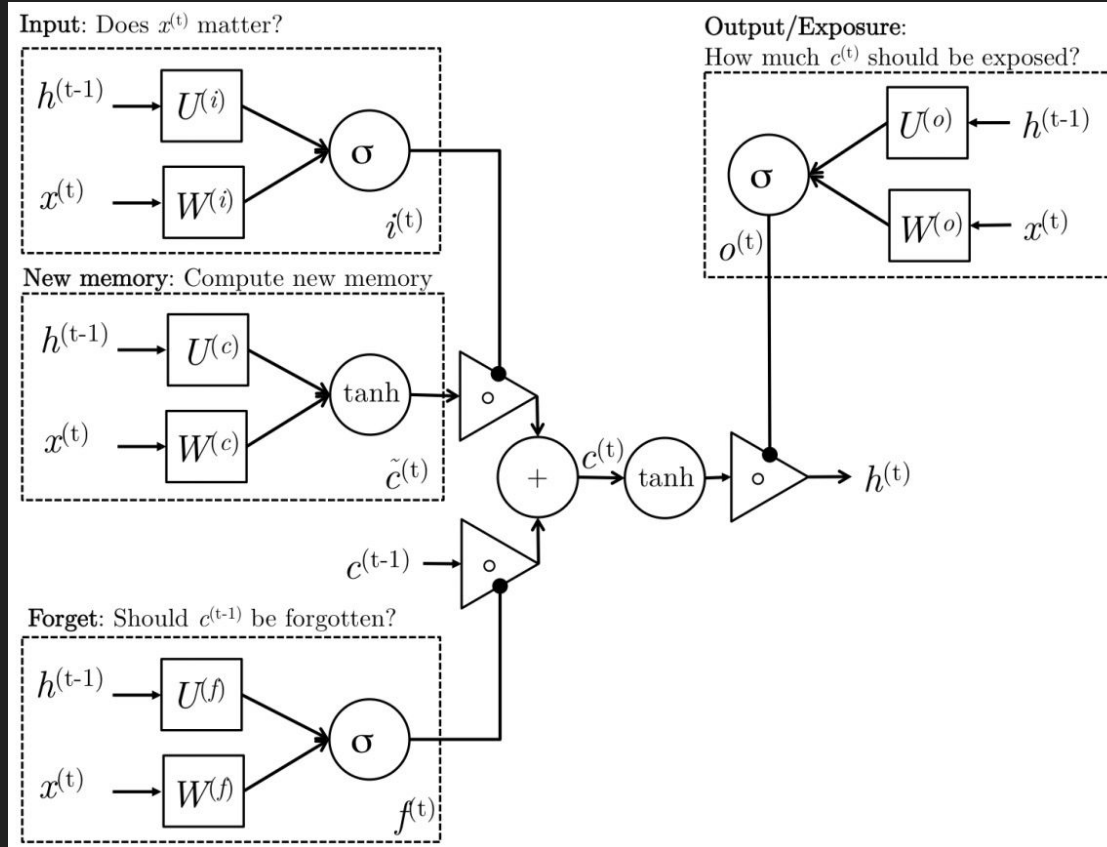 Input: Does x⁽ᵗ⁾ matter?
h⁽ᵗ⁻¹⁾
U⁽ⁱ⁾
σ
x⁽ᵗ⁾
W⁽ⁱ⁾
i⁽ᵗ⁾
New memory: Compute new memory
h⁽ᵗ⁻¹⁾
U⁽ᶜ⁾
tanh
x⁽ᵗ⁾
W⁽ᶜ⁾
c̃⁽ᵗ⁾
∘
+
c⁽ᵗ⁾
tanh
∘
h⁽ᵗ⁾
c⁽ᵗ⁻¹⁾
∘
Forget: Should c⁽ᵗ⁻¹⁾ be forgotten?
h⁽ᵗ⁻¹⁾
U⁽ᶠ⁾
σ
x⁽ᵗ⁾
W⁽ᶠ⁾
f⁽ᵗ⁾
Output/Exposure:
How much c⁽ᵗ⁾ should be exposed?
U⁽ᵒ⁾
h⁽ᵗ⁻¹⁾
σ
W⁽ᵒ⁾
x⁽ᵗ⁾
o⁽ᵗ⁾